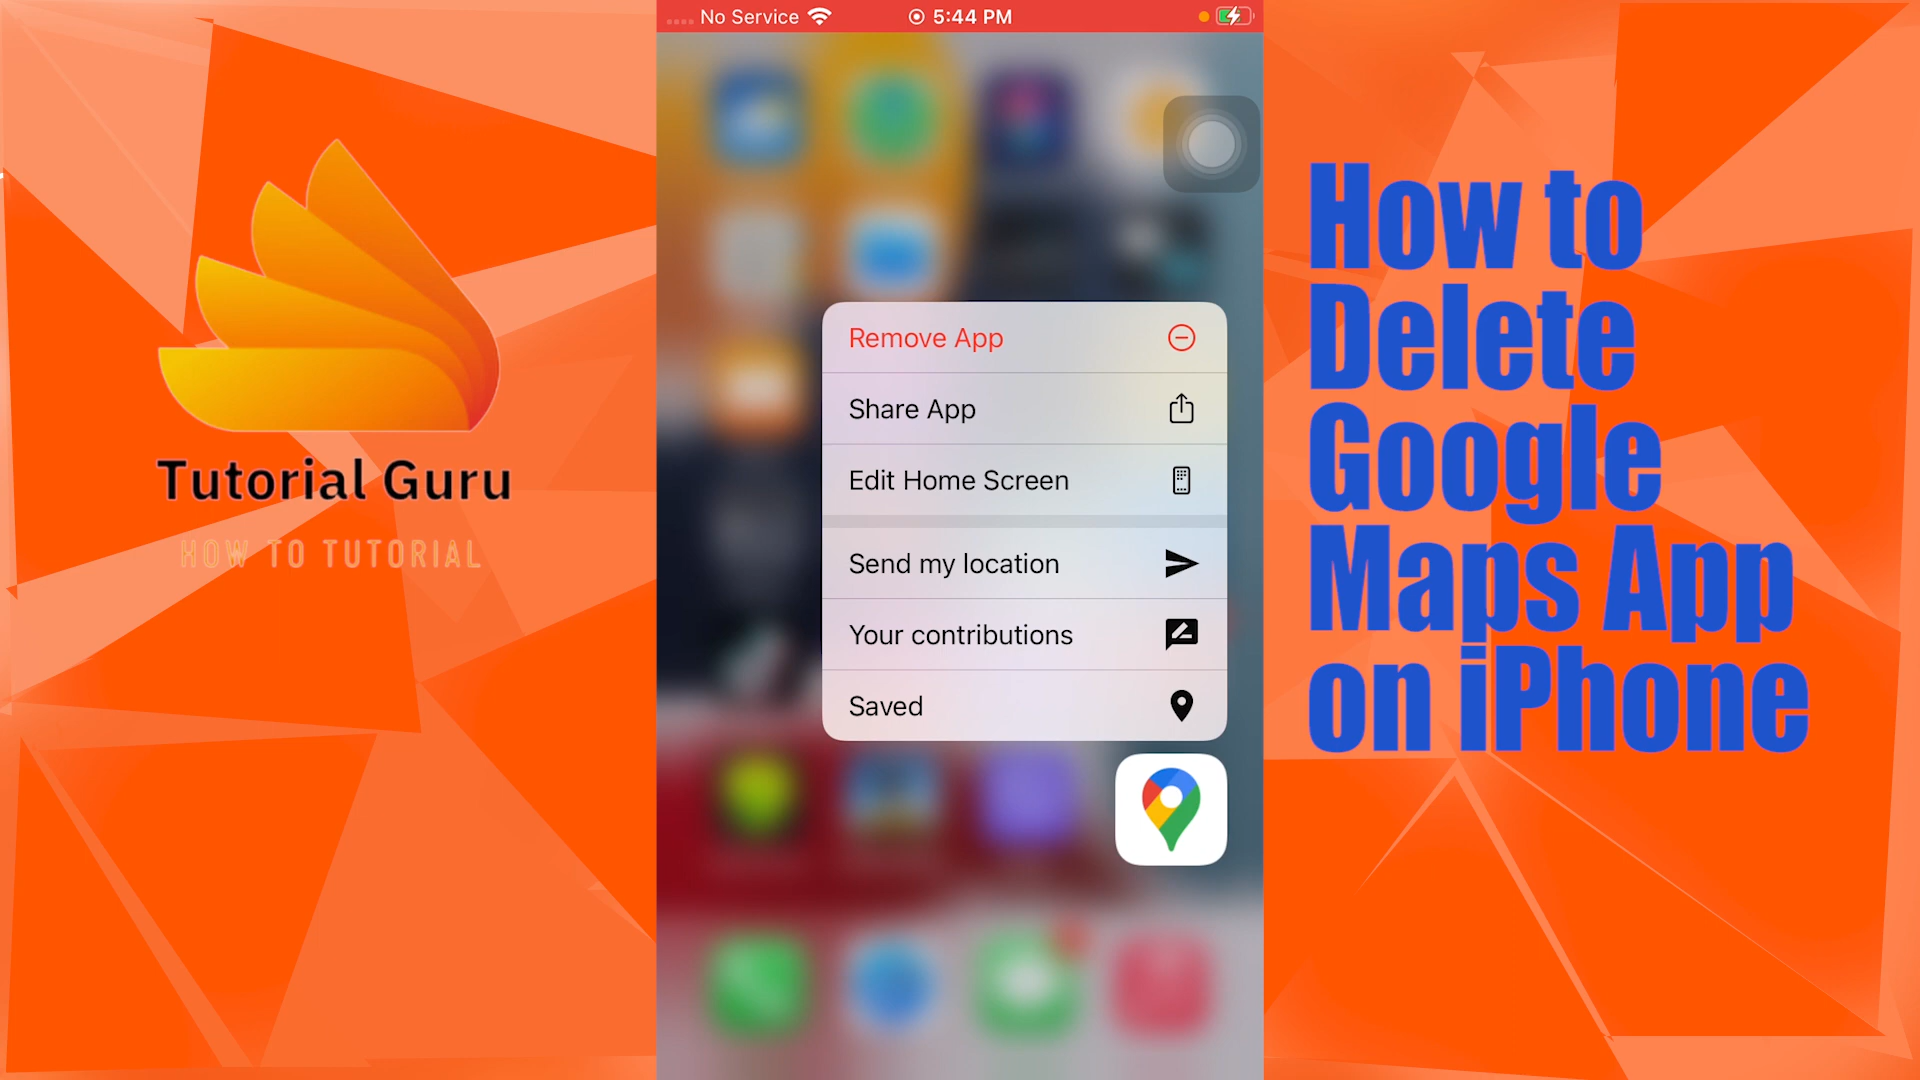 Tutorial Guru
HOW TO TUTORIAL
No Service
5:44 PM
Remove App
Share App
Edit Home Screen
Send my location
Your contributions
Saved
How to
Delete
Google
Maps App
on iPhone